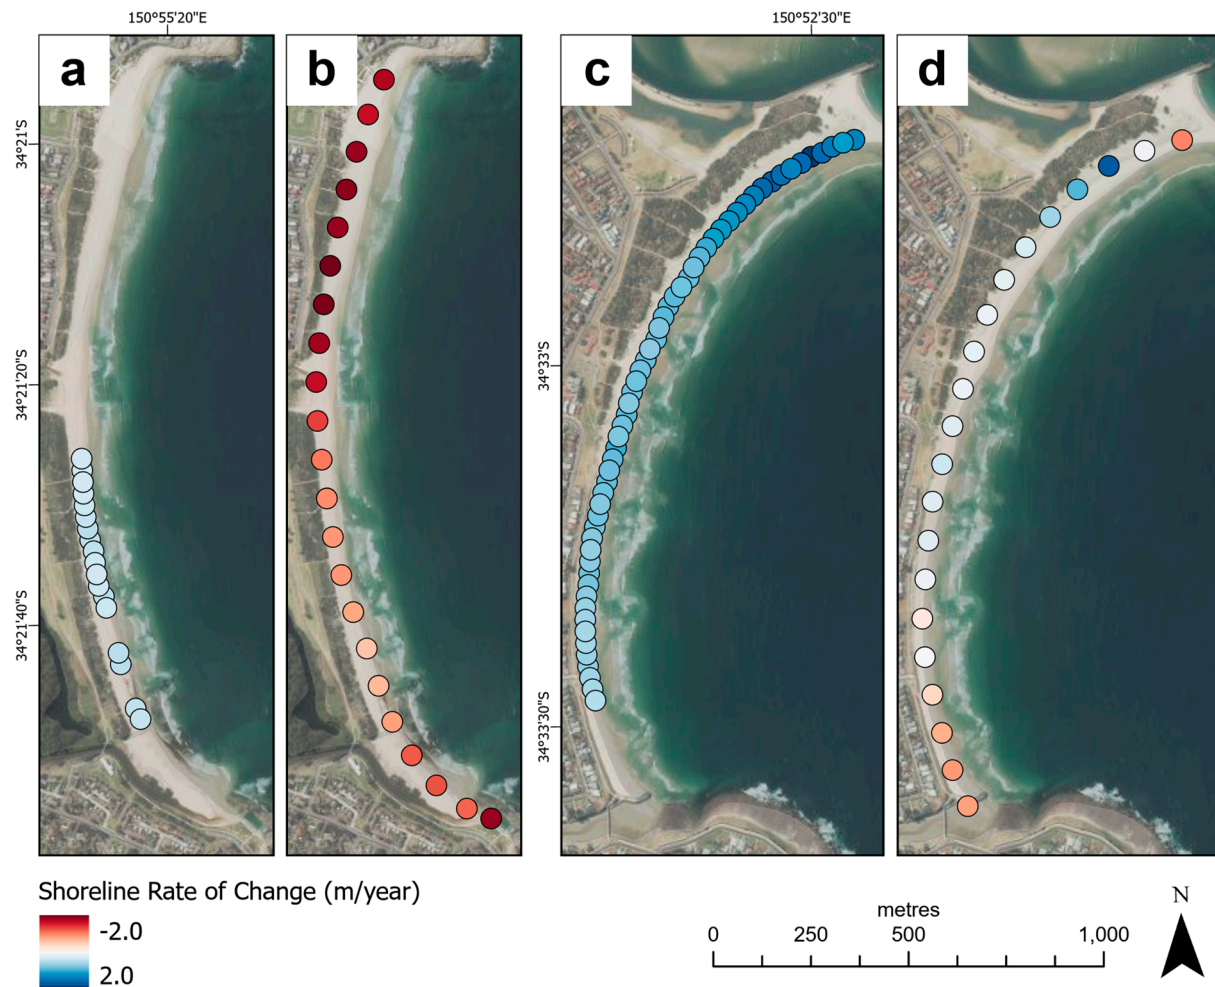 150°55'20"E
150°52'30"E
a
b
c
d
34°21'S
34°21'20"S
34°21'40"S
34°33'S
34°33'30"S
Shoreline Rate of Change (m/year)
-2.0
2.0
metres
0 250 500 1,000
N